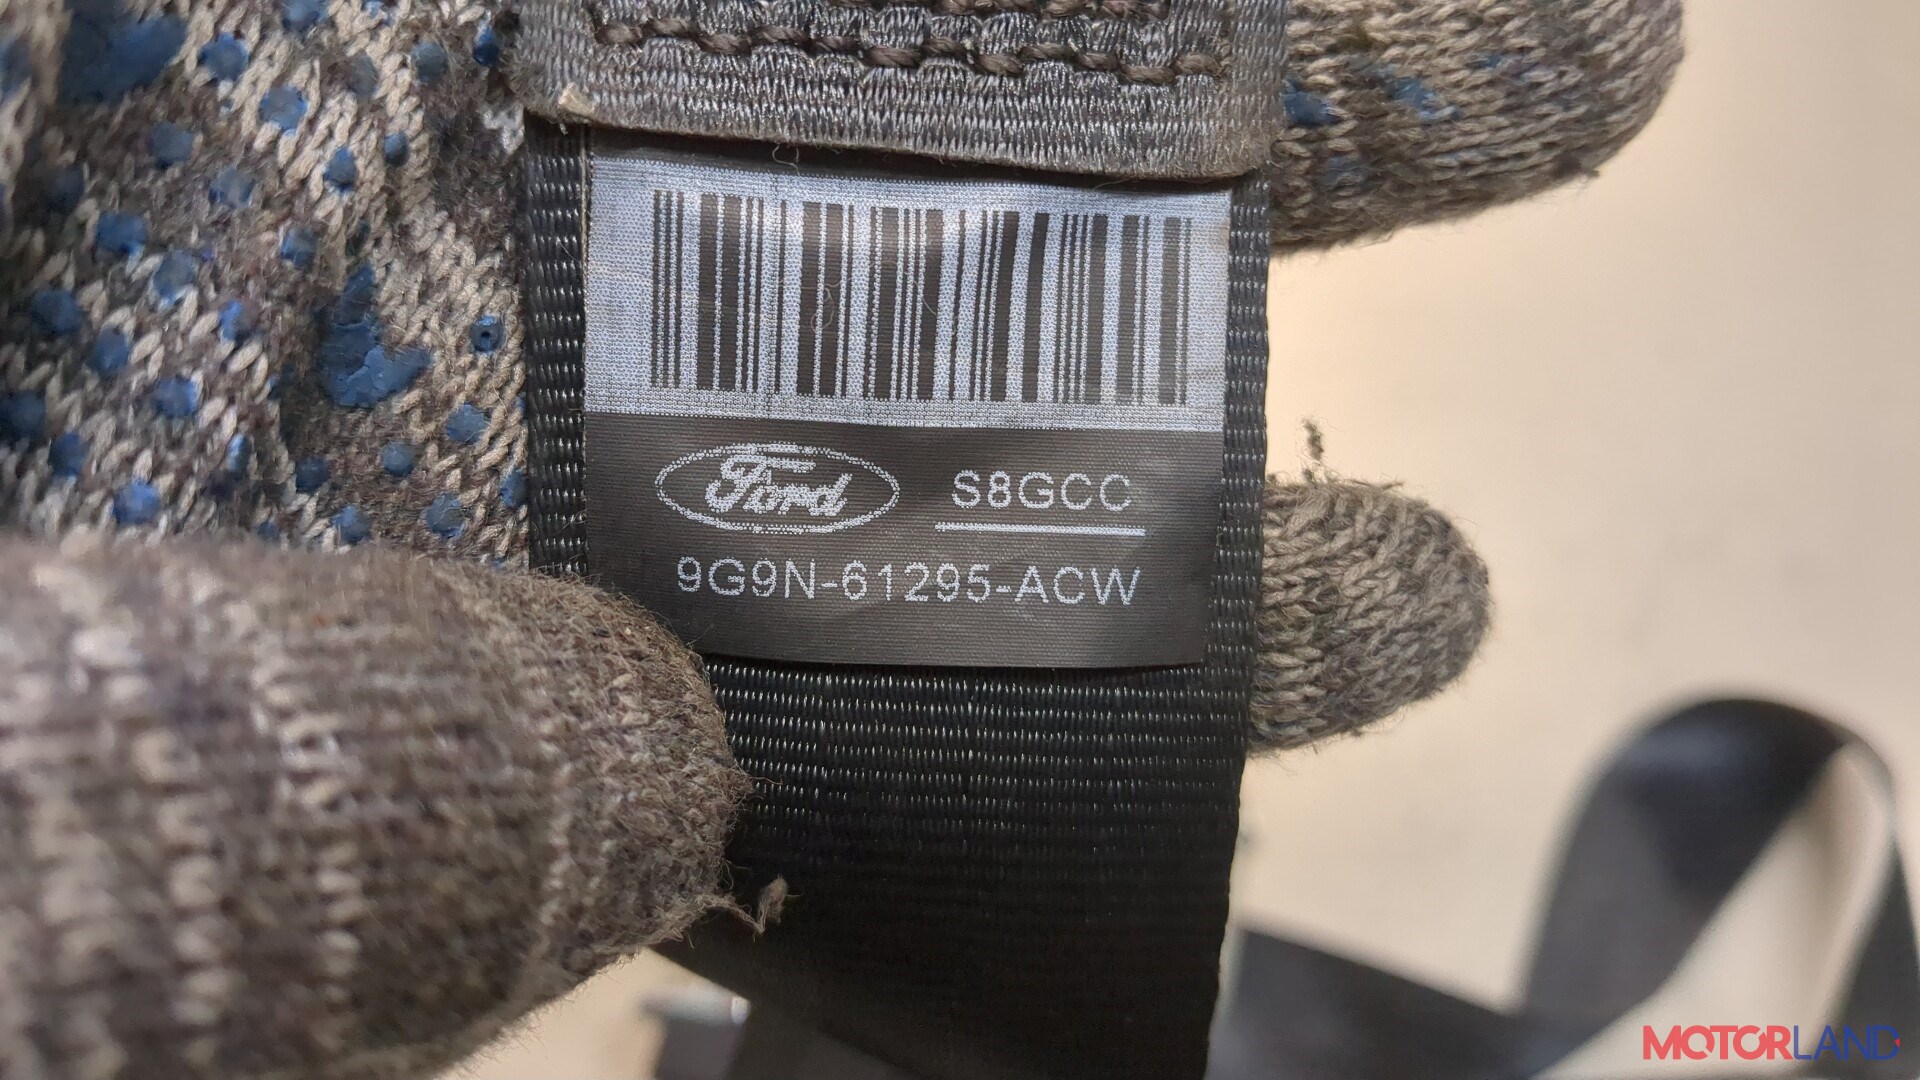 Ford S8GCC
9G9N-61295-ACW
MOTORLAND